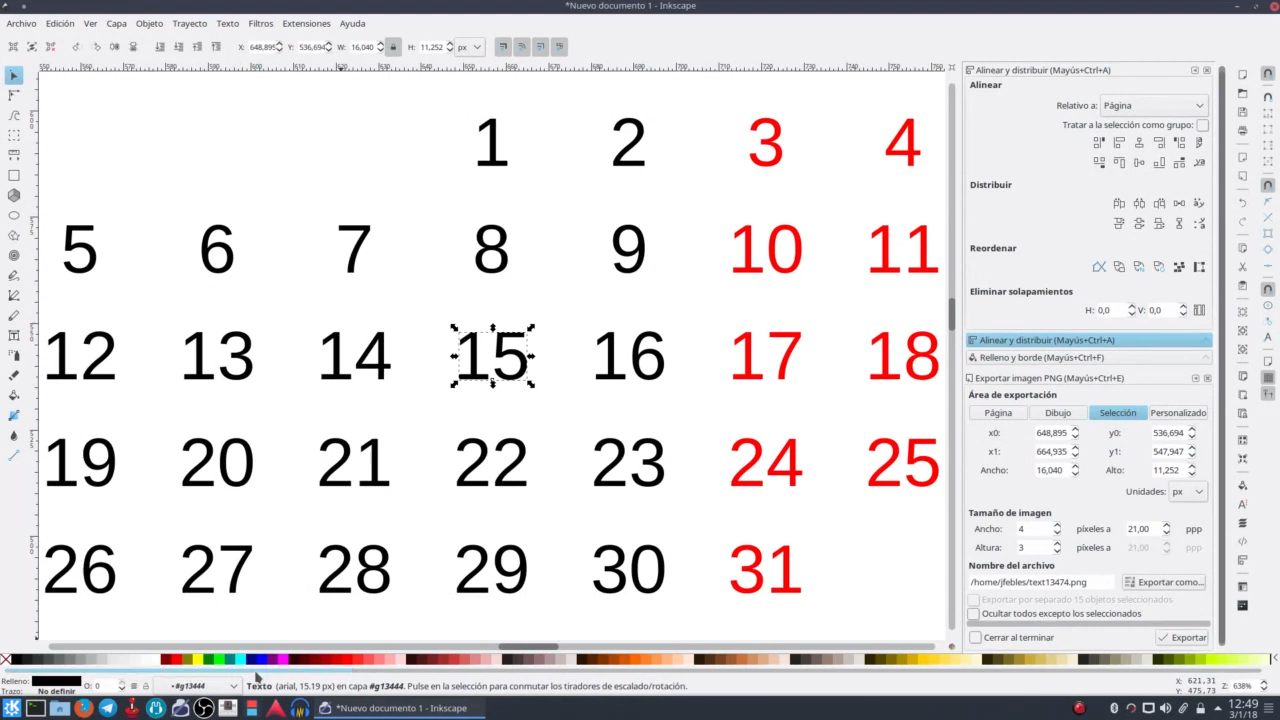 *Nuevo documento 1 - Inkscape
Archivo Edición Ver Capa Objeto Trayecto Texto Filtros Extensiones Ayuda
X: 648,895 Y: 536,694 W: 16,040 H: 11,252 px
1 2 3 4
5 6 7 8 9 10 11
12 13 14 15 16 17 18
19 20 21 22 23 24 25
26 27 28 29 30 31
Alinear y distribuir (Mayús+Ctrl+A)
Alinear
Relativo a: Página
Tratar a la selección como grupo:
Distribuir
Reordenar
Eliminar solapamientos
H: 0,0 V: 0,0
Alinear y distribuir (Mayús+Ctrl+A)
Relleno y borde (Mayús+Ctrl+F)
Exportar imagen PNG (Mayús+Ctrl+E)
Área de exportación
Página Dibujo Selección Personalizado
x0: 648,895 y0: 536,694
x1: 664,935 y1: 547,947
Ancho: 16,040 Alto: 11,252
Unidades: px
Tamaño de imagen
Ancho: 4 píxeles a 21,00 ppp
Altura: 3 píxeles a 21,00 ppp
Nombre del archivo
/home/jfebles/text13474.png Exportar como...
Exportar por separado 15 objetos seleccionados
Ocultar todos excepto los seleccionados
Cerrar al terminar Exportar
Relleno: O: 0 •#g13444 Texto (arial, 15.19 px) en capa #g13444. Pulse en la selección para conmutar los tiradores de escalado/rotación.
Trazo: No definir
X: 621,31
Y: 475,73
Z: 638%
*Nuevo documento 1 - Inkscape
12:49
3/1/18